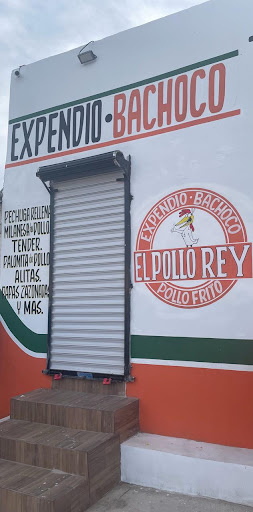 EXPENDIO • BACHOCO
PECHUGA RELLENA
MILANESA DE POLLO
TENDER.
PALOMITA DE POLLO
ALITAS.
PAPAS ZAZONADAS
Y MAS.
EXPENDIO - BACHOCO
EL POLLO REY
POLLO FRITO